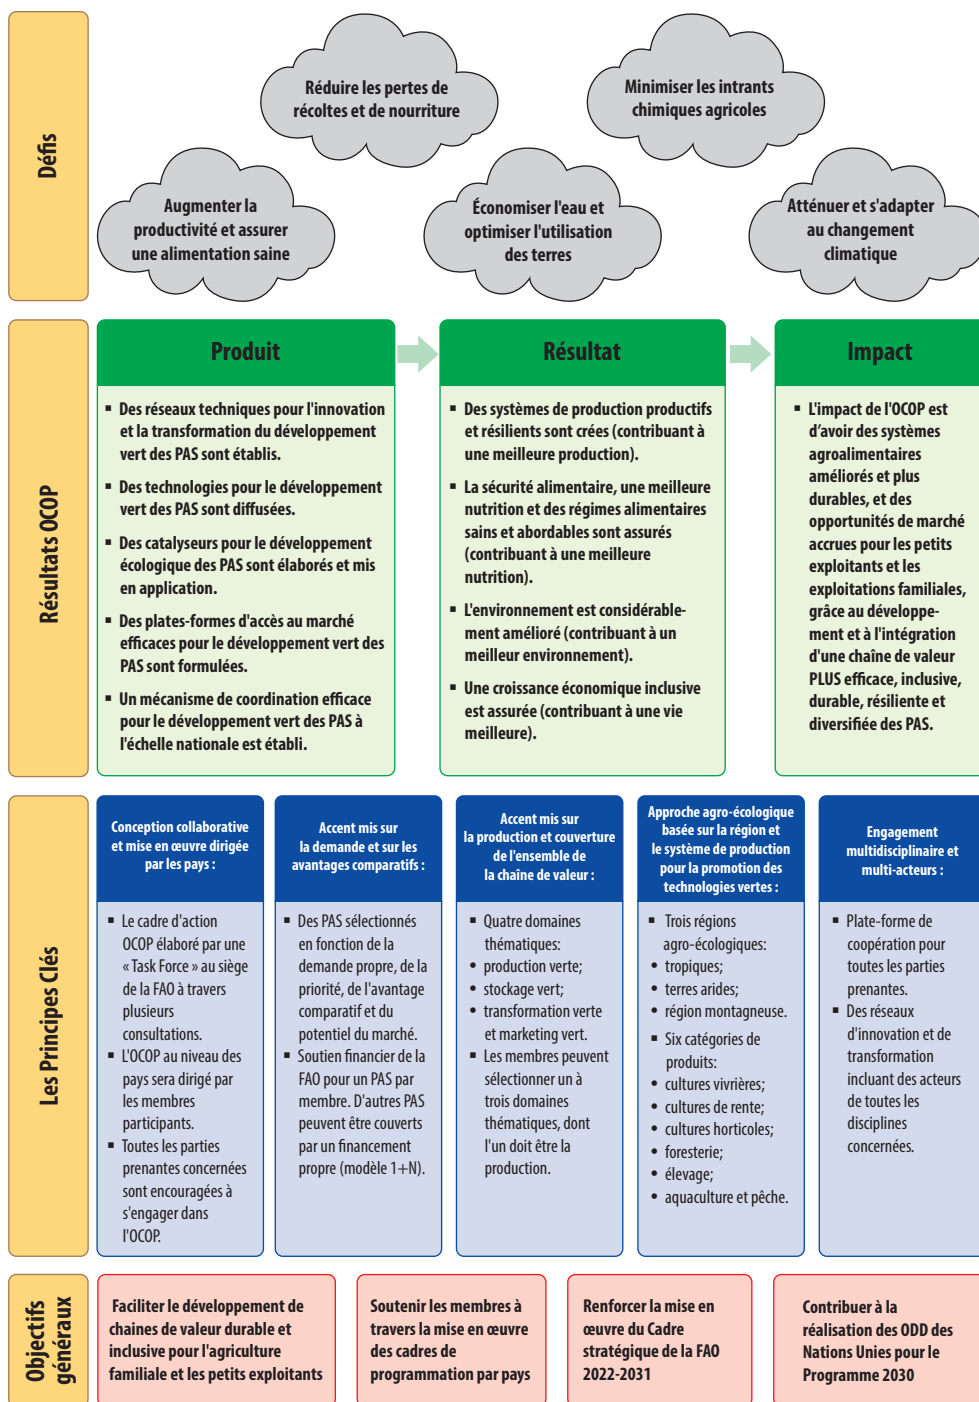 Défis
Réduire les pertes de
récoltes et de nourriture
Minimiser les intrants
chimiques agricoles
Augmenter la
productivité et assurer
une alimentation saine
Économiser l'eau et
optimiser l'utilisation
des terres
Atténuer et s'adapter
au changement
climatique
Résultats OCOP
Produit
▪ Des réseaux techniques pour l'innovation
et la transformation du développement
vert des PAS sont établis.
▪ Des technologies pour le développement
vert des PAS sont diffusées.
▪ Des catalyseurs pour le développement
écologique des PAS sont élaborés et mis
en application.
▪ Des plates-formes d'accès au marché
efficaces pour le développement vert des
PAS sont formulées.
▪ Un mécanisme de coordination efficace
pour le développement vert des PAS à
l'échelle nationale est établi.
Résultat
▪ Des systèmes de production productifs
et résilients sont crées (contribuant à
une meilleure production).
▪ La sécurité alimentaire, une meilleure
nutrition et des régimes alimentaires
sains et abordables sont assurés
(contribuant à une meilleure
nutrition).
▪ L'environnement est considérable-
ment amélioré (contribuant à un
meilleur environnement).
▪ Une croissance économique inclusive
est assurée (contribuant à une vie
meilleure).
Impact
▪ L'impact de l'OCOP est
d'avoir des systèmes
agroalimentaires
améliorés et plus
durables, et des
opportunités de marché
accrues pour les petits
exploitants et les
exploitations familiales,
grâce au développe-
ment et à l'intégration
d'une chaîne de valeur
PLUS efficace, inclusive,
durable, résiliente et
diversifiée des PAS.
Les Principes Clés
Conception collaborative
et mise en œuvre dirigée
par les pays :
▪ Le cadre d'action
OCOP élaboré par une
« Task Force » au siège
de la FAO à travers
plusieurs
consultations.
▪ L'OCOP au niveau des
pays sera dirigé par
les membres
participants.
▪ Toutes les parties
prenantes concernées
sont encouragées à
s'engager dans
l'OCOP.
Accent mis sur
la demande et sur les
avantages comparatifs :
▪ Des PAS sélectionnés
en fonction de la
demande propre, de la
priorité, de l'avantage
comparatif et du
potentiel du marché.
▪ Soutien financier de la
FAO pour un PAS par
membre. D'autres PAS
peuvent être couverts
par un financement
propre (modèle 1+N).
Accent mis sur
la production et couverture
de l'ensemble de
la chaîne de valeur :
▪ Quatre domaines
thématiques:
• production verte;
• stockage vert;
• transformation verte
et marketing vert.
▪ Les membres peuvent
sélectionner un à
trois domaines
thématiques, dont
l'un doit être la
production.
Approche agro-écologique
basée sur la région et
le système de production
pour la promotion des
technologies vertes :
▪ Trois régions
agro-écologiques:
• tropiques;
• terres arides;
• région montagneuse.
▪ Six catégories de
produits:
• cultures vivrières;
• cultures de rente;
• cultures horticoles;
• foresterie;
• élevage;
• aquaculture et pêche.
Engagement
multidisciplinaire et
multi-acteurs :
▪ Plate-forme de
coopération pour
toutes les parties
prenantes.
▪ Des réseaux
d'innovation et de
transformation
incluant des acteurs
de toutes les
disciplines
concernées.
Objectifs
généraux
Faciliter le développement de
chaines de valeur durable et
inclusive pour l'agriculture
familiale et les petits exploitants
Soutenir les membres à
travers la mise en œuvre
des cadres de
programmation par pays
Renforcer la mise en
œuvre du Cadre
stratégique de la FAO
2022-2031
Contribuer à la
réalisation des ODD des
Nations Unies pour le
Programme 2030